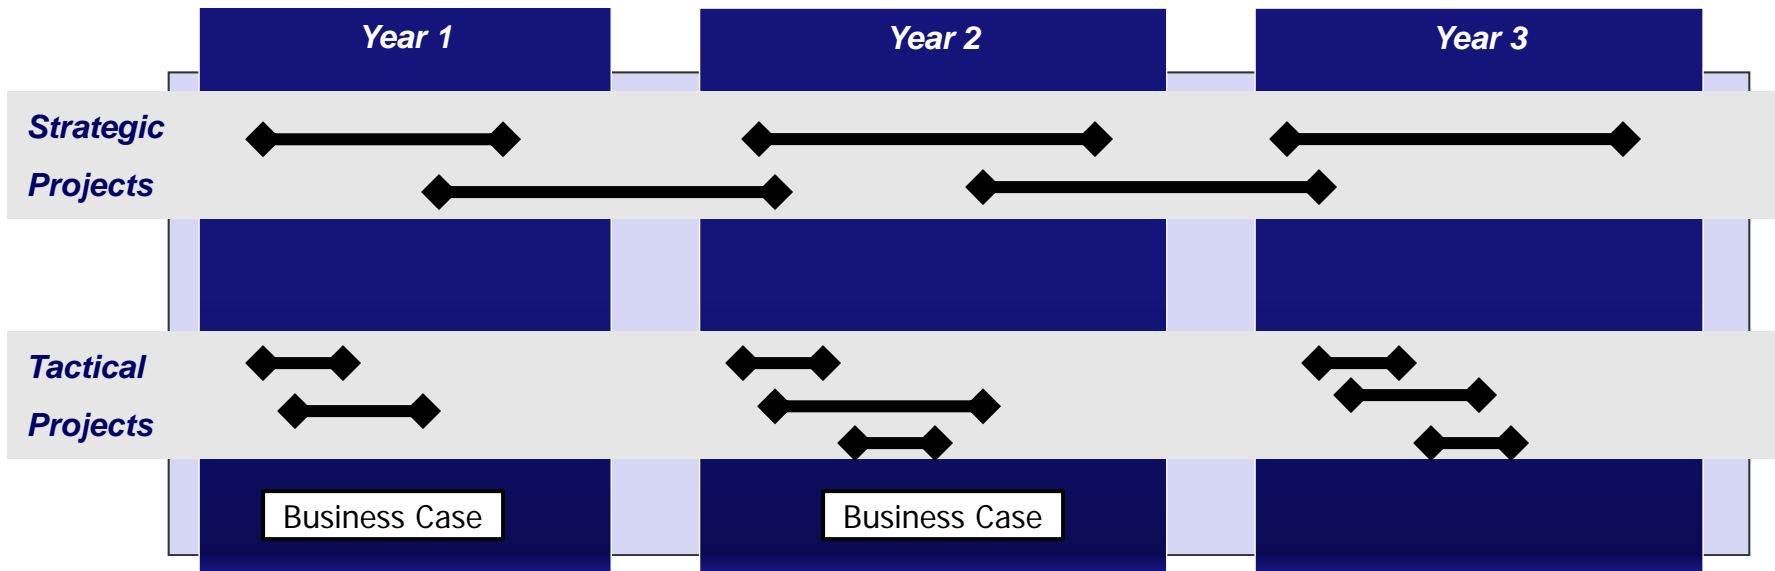 Year 1
Year 2
Year 3
Strategic
Projects
Tactical
Projects
Business Case
Business Case